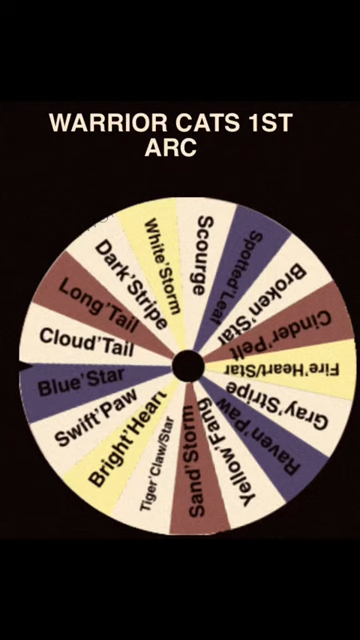 WARRIOR CATS 1ST
ARC
Scourge
Spotted'Leaf
Broken'Star
Cinder'Pelt
Fire'Heart/Star
Gray'Stripe
Raven'Paw
Yellow'Fang
Sand'Storm
Tiger'Claw/Star
Bright'Heart
Swift'Paw
Blue'Star
Cloud'Tail
Long'Tail
Dark'Stripe
White'Storm